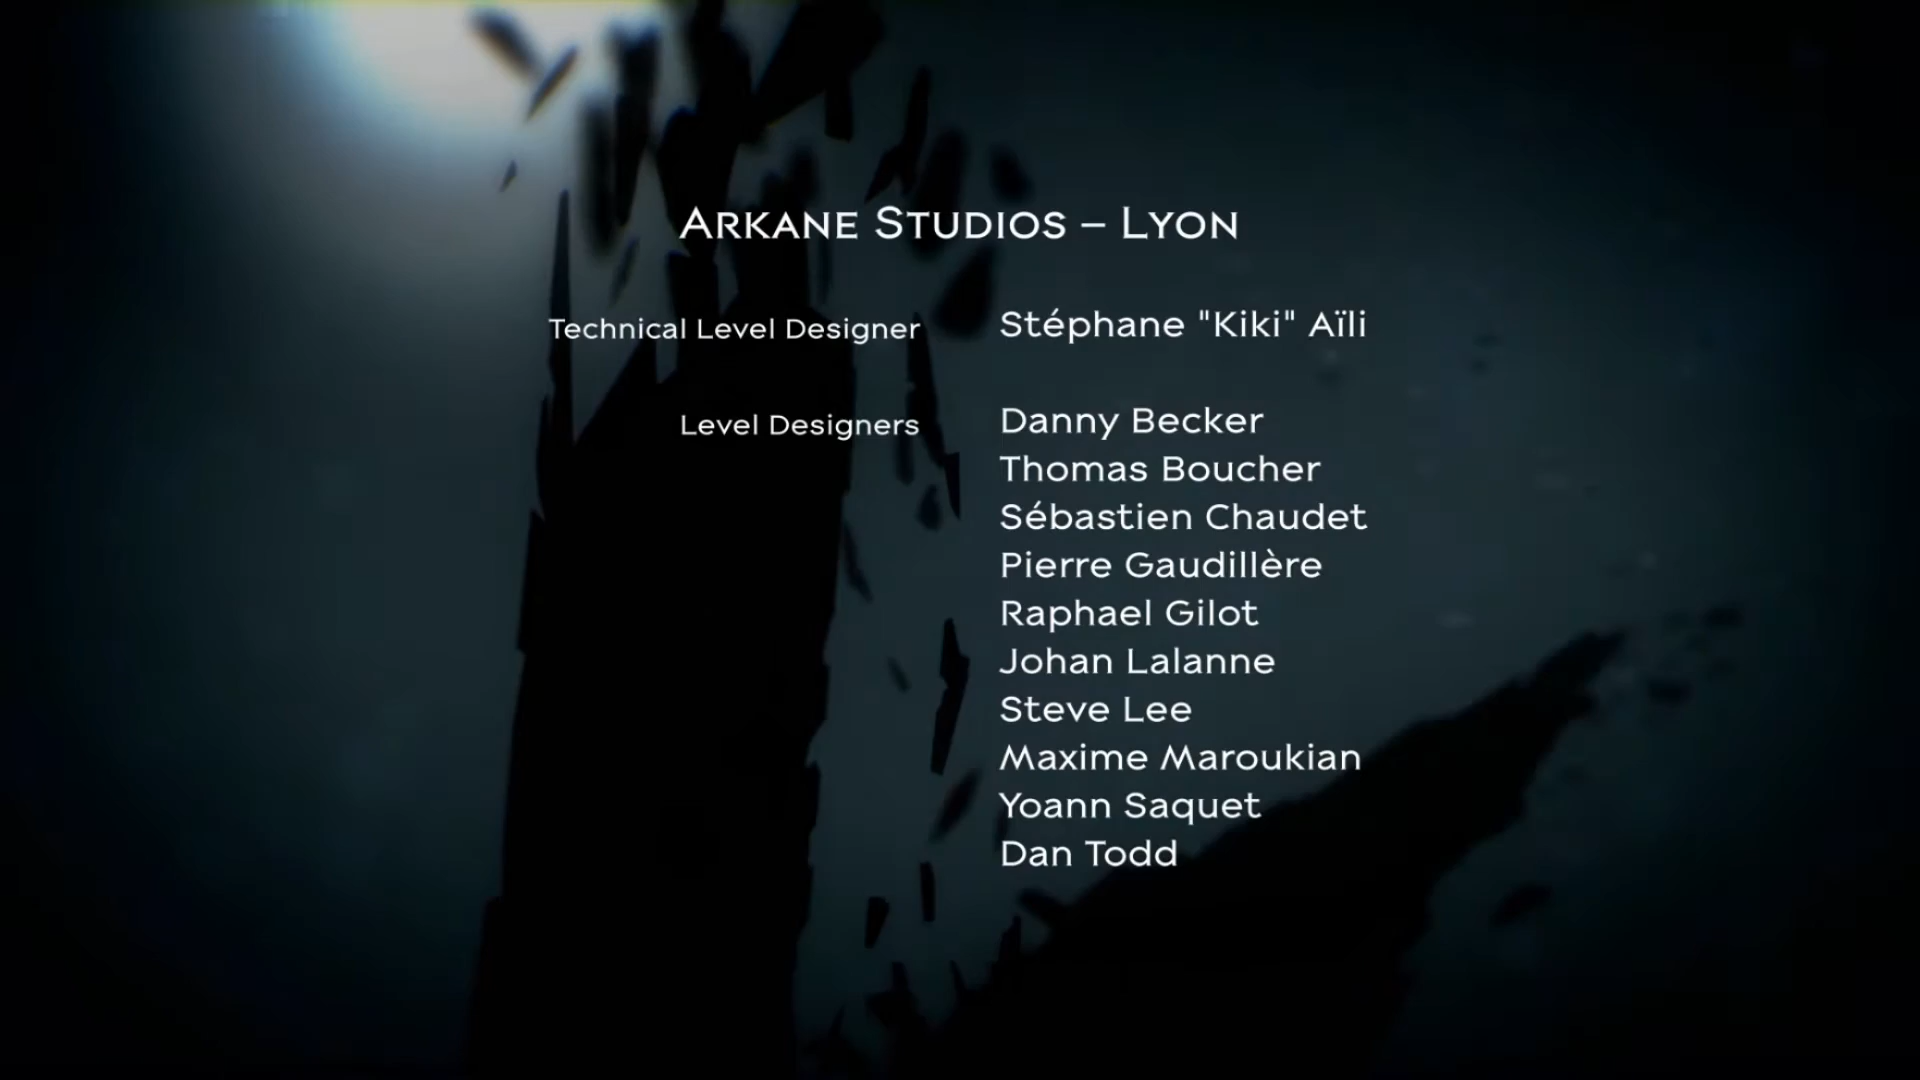 Arkane Studios – Lyon
Technical Level Designer Stéphane "Kiki" Aïli
Level Designers Danny Becker
Thomas Boucher
Sébastien Chaudet
Pierre Gaudillère
Raphael Gilot
Johan Lalanne
Steve Lee
Maxime Maroukian
Yoann Saquet
Dan Todd